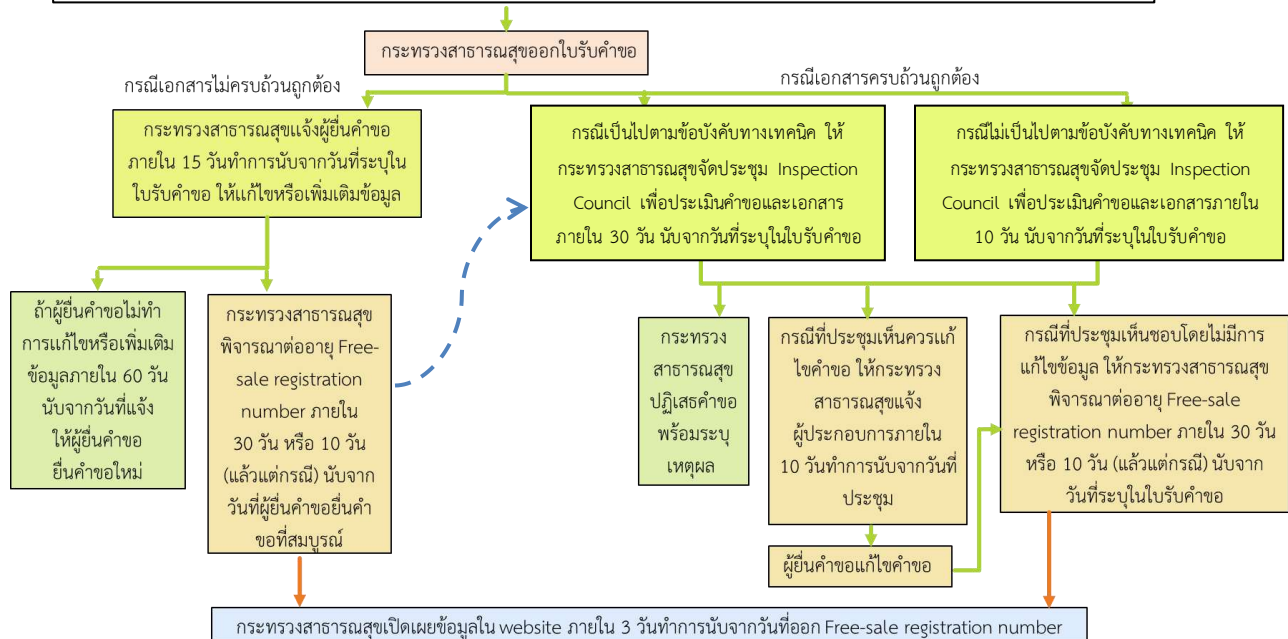 กระทรวงสาธารณสุขออกใบรับคำขอ
กรณีเอกสารไม่ครบถ้วนถูกต้อง
กรณีเอกสารครบถ้วนถูกต้อง
กระทรวงสาธารณสุขแจ้งผู้ยื่นคำขอ
ภายใน 15 วันทำการนับจากวันที่ระบุใน
ใบรับคำขอ ให้แก้ไขหรือเพิ่มเติมข้อมูล
กรณีเป็นไปตามข้อบังคับทางเทคนิค ให้
กระทรวงสาธารณสุขจัดประชุม Inspection
Council เพื่อประเมินคำขอและเอกสาร
ภายใน 30 วัน นับจากวันที่ระบุในใบรับคำขอ
กรณีไม่เป็นไปตามข้อบังคับทางเทคนิค ให้
กระทรวงสาธารณสุขจัดประชุม Inspection
Council เพื่อประเมินคำขอและเอกสารภายใน
10 วัน นับจากวันที่ระบุในใบรับคำขอ
ถ้าผู้ยื่นคำขอไม่ทำ
การแก้ไขหรือเพิ่มเติม
ข้อมูลภายใน 60 วัน
นับจากวันที่แจ้ง
ให้ผู้ยื่นคำขอ
ยื่นคำขอใหม่
กระทรวงสาธารณสุข
พิจารณาต่ออายุ Free-
sale registration
number ภายใน
30 วัน หรือ 10 วัน
(แล้วแต่กรณี) นับจาก
วันที่ผู้ยื่นคำขอยื่นคำ
ขอที่สมบูรณ์
กระทรวง
สาธารณสุข
ปฏิเสธคำขอ
พร้อมระบุ
เหตุผล
กรณีที่ประชุมเห็นควรแก้
ไขคำขอ ให้กระทรวง
สาธารณสุขแจ้ง
ผู้ประกอบการภายใน
10 วันทำการนับจากวันที่
ประชุม
กรณีที่ประชุมเห็นชอบโดยไม่มีการ
แก้ไขข้อมูล ให้กระทรวงสาธารณสุข
พิจารณาต่ออายุ Free-sale
registration number ภายใน 30 วัน
หรือ 10 วัน (แล้วแต่กรณี) นับจาก
วันที่ระบุในใบรับคำขอ
ผู้ยื่นคำขอแก้ไขคำขอ
กระทรวงสาธารณสุขเปิดเผยข้อมูลใน website ภายใน 3 วันทำการนับจากวันที่ออก Free-sale registration number